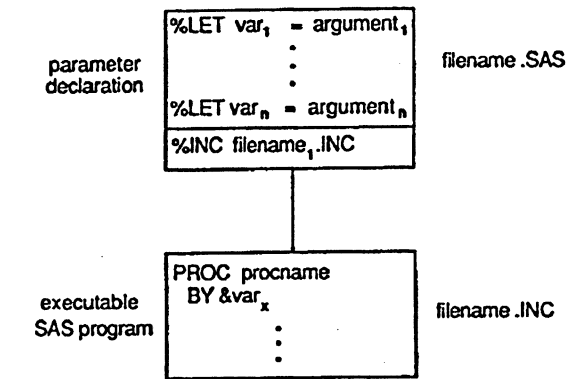 %LET var₁ = argument₁
parameter declaration
filename .SAS
%LET varₙ = argumentₙ
%INC filename₁.INC
PROC procname
BY &varₓ
executable SAS program
filename .INC